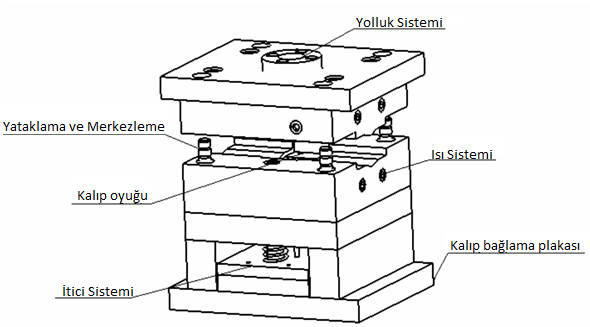 Yolluk Sistemi
Yataklama ve Merkezleme
Isı Sistemi
Kalıp oyuğu
Kalıp bağlama plakası
İtici Sistemi